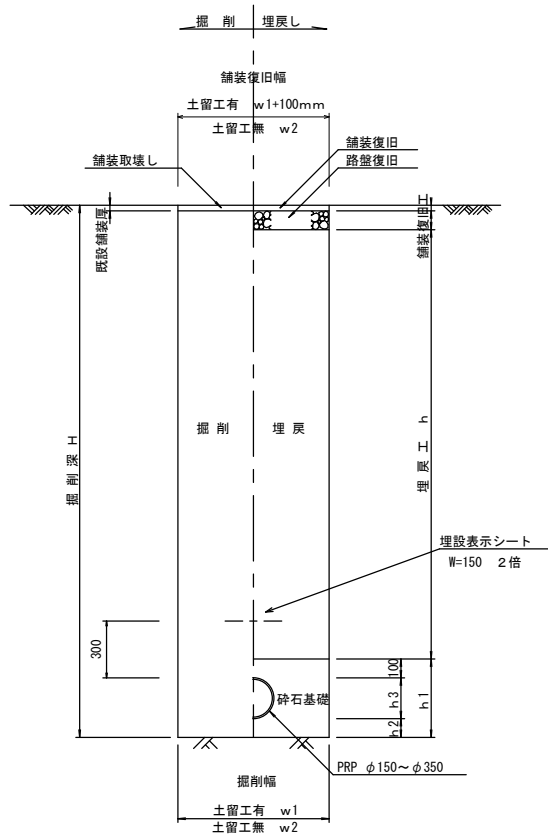 掘 削 埋戻し
舗装復旧幅
土留工有 w1+100mm
土留工無 w2
舗装復旧
舗装取壊し
路盤復旧
既設舗装厚
舗装復旧工
掘削
埋戻
掘削深 H
埋戻工 h
埋設表示シート
W=150 2倍
300
100
h3
h1
h2
砕石基礎
PRP φ150～φ350
掘削幅
土留工有 w1
土留工無 w2